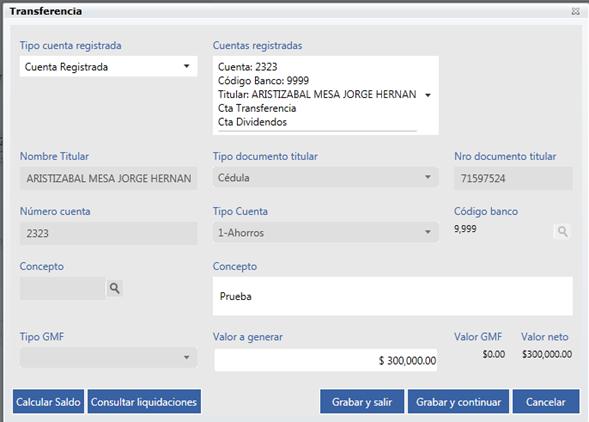 Transferencia
Tipo cuenta registrada
Cuentas registradas
Cuenta Registrada
Cuenta: 2323
Código Banco: 9999
Titular: ARISTIZABAL MESA JORGE HERNAN
Cta Transferencia
Cta Dividendos
Nombre Titular
Tipo documento titular
Nro documento titular
ARISTIZABAL MESA JORGE HERNAN
Cédula
71597524
Número cuenta
Tipo Cuenta
Código banco
2323
1-Ahorros
9,999
Concepto
Concepto
Prueba
Tipo GMF
Valor a generar
Valor GMF
Valor neto
$ 300,000.00
$0.00
$300,000.00
Calcular Saldo
Consultar liquidaciones
Grabar y salir
Grabar y continuar
Cancelar